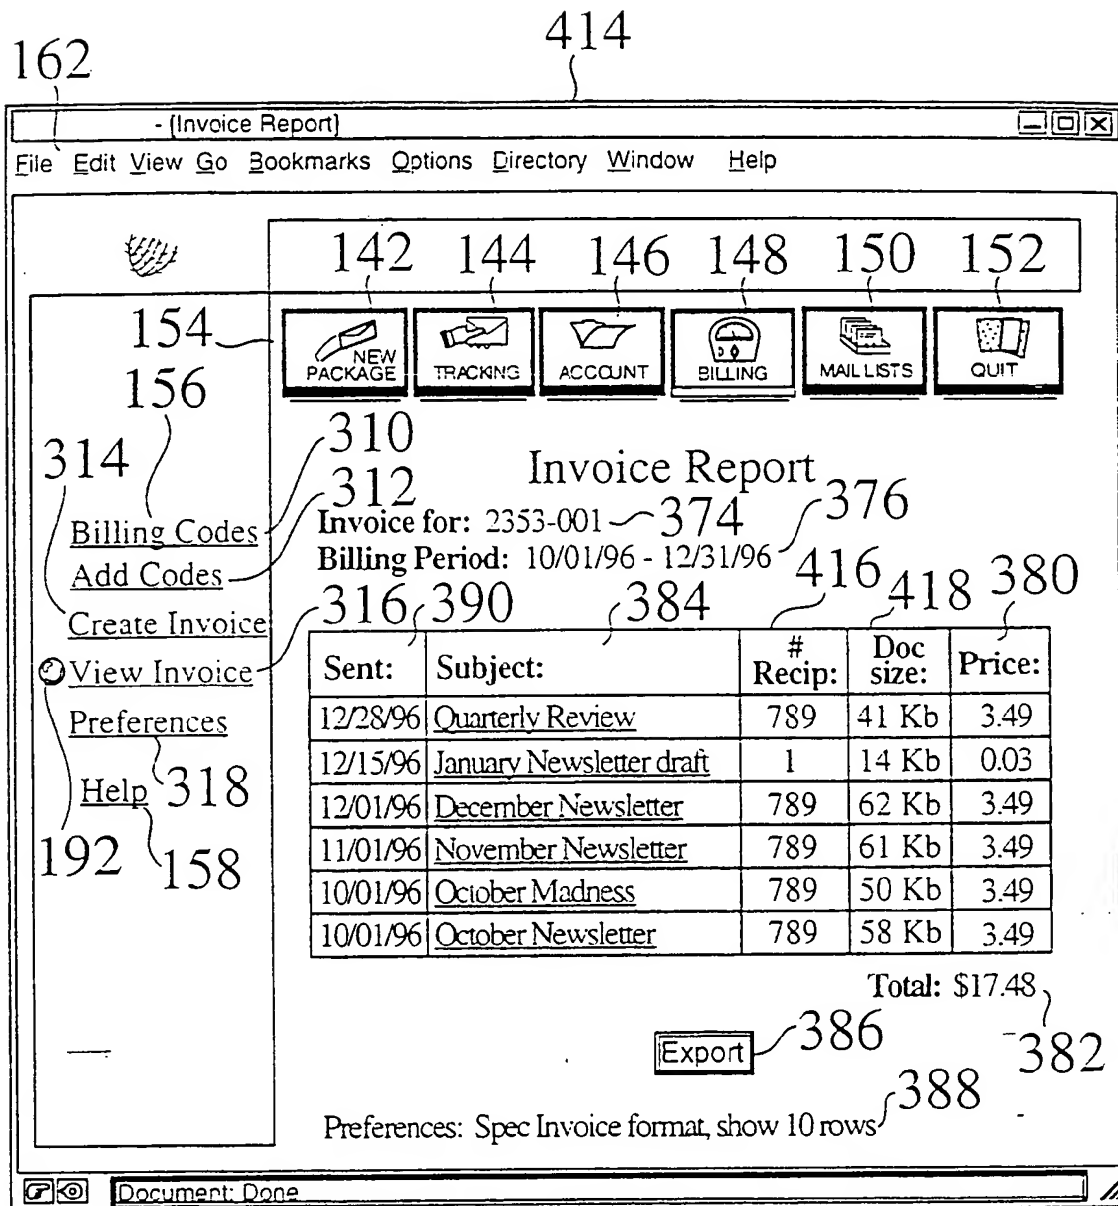 414
162
- {Invoice Report}
File Edit View Go Bookmarks Options Directory Window Help
142 144 146 148 150 152
154
NEW PACKAGE TRACKING ACCOUNT BILLING MAIL LISTS QUIT
156
310
314
Invoice Report
312
376
Invoice for: 2353-001 374
Billing Codes
Billing Period: 10/01/96 - 12/31/96
Add Codes
416 418 380
316 390 384
Create Invoice
View Invoice
Preferences
Help 318
192 158
Sent: Subject: # Recip: Doc size: Price:
12/28/96 Quarterly Review 789 41 Kb 3.49
12/15/96 January Newsletter draft 1 14 Kb 0.03
12/01/96 December Newsletter 789 62 Kb 3.49
11/01/96 November Newsletter 789 61 Kb 3.49
10/01/96 October Madness 789 50 Kb 3.49
10/01/96 October Newsletter 789 58 Kb 3.49
Total: $17.48
382
Export 386
388
Preferences: Spec Invoice format, show 10 rows
Document: Done